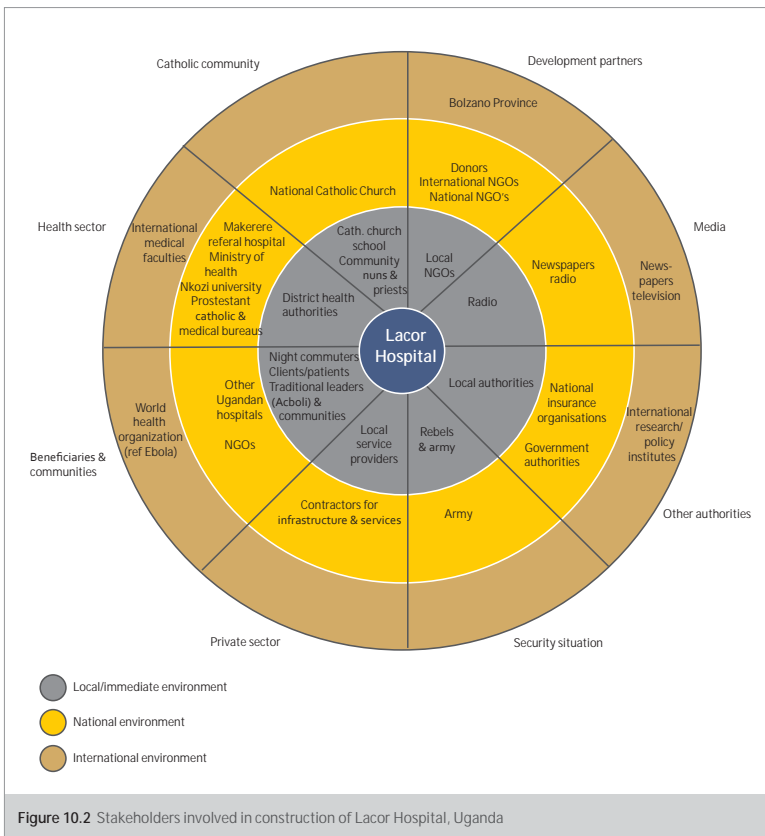 Catholic community
Development partners
Bolzano Province
Donors
International NGOs
National NGO's
National Catholic Church
Health sector
International
medical
faculties
Makerere
referal hospital
Ministry of
health
Nkozi university
Prostestant
catholic &
medical bureaus
Cath. church
school
Community
nuns &
priests
Local
NGOs
Newspapers
radio
Media
News-
papers
television
District health
authorities
Radio
Lacor
Hospital
Night commuters
Clients/patients
Traditional leaders
(Acboli) &
communities
Local authorities
Other
Ugandan
hospitals
NGOs
National
insurance
organisations
Government
authorities
World
health
organization
(ref Ebola)
International
research/
policy
institutes
Local
service
providers
Rebels
& army
Beneficiaries &
communities
Contractors for
infrastructure & services
Army
Other authorities
Private sector
Security situation
Local/immediate environment
National environment
International environment
Figure 10.2 Stakeholders involved in construction of Lacor Hospital, Uganda